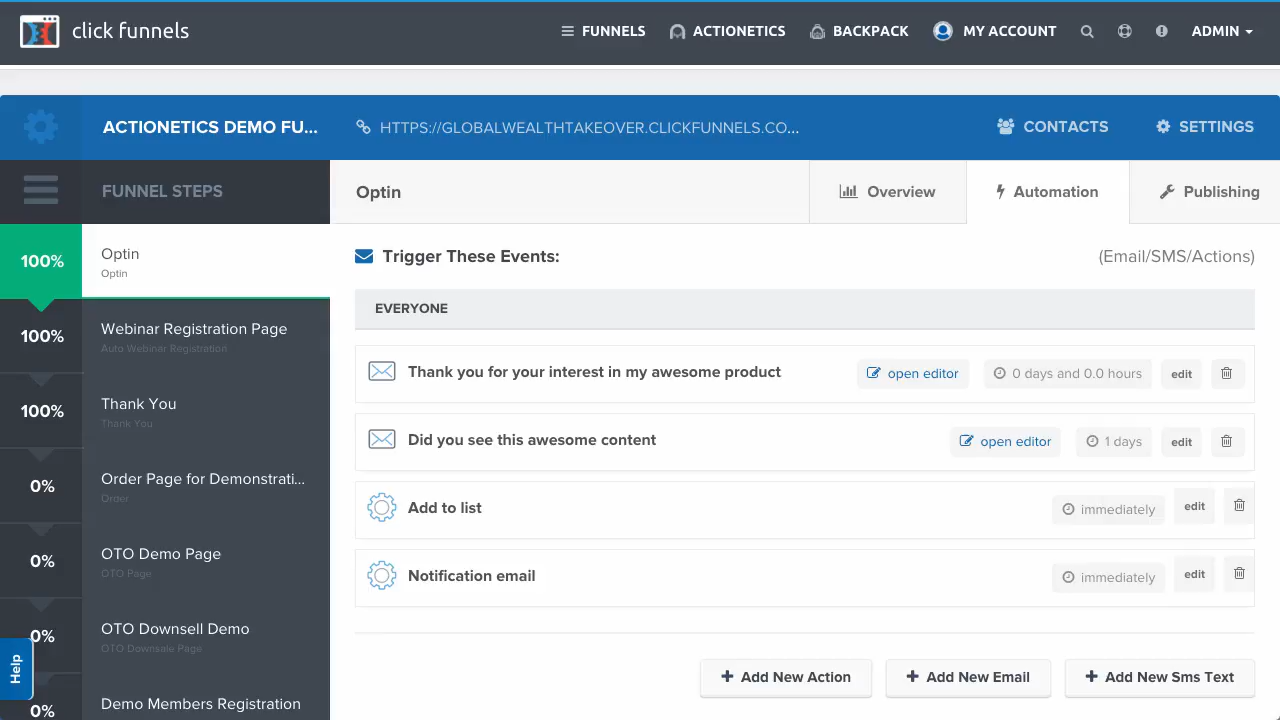 click funnels
FUNNELS
ACTIONETICS
BACKPACK
MY ACCOUNT
ADMIN
ACTIONETICS DEMO FU...
HTTPS://GLOBALWEALTHTAKEOVER.CLICKFUNNELS.CO...
CONTACTS
SETTINGS
FUNNEL STEPS
Optin
Overview
Automation
Publishing
100%
Optin
Optin
100%
Webinar Registration Page
Auto Webinar Registration
100%
Thank You
Thank You
0%
Order Page for Demonstrati...
Order
0%
OTO Demo Page
OTO Page
0%
OTO Downsell Demo
OTO Downsale Page
0%
Demo Members Registration
Help
Trigger These Events:
(Email/SMS/Actions)
EVERYONE
Thank you for your interest in my awesome product
open editor
0 days and 0.0 hours
edit
Did you see this awesome content
open editor
1 days
edit
Add to list
immediately
edit
Notification email
immediately
edit
+ Add New Action
+ Add New Email
+ Add New Sms Text